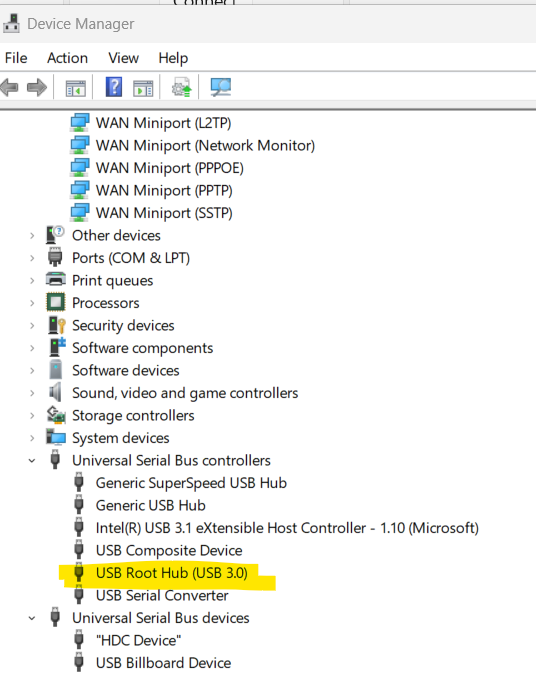 Connect
Device Manager
File Action View Help
WAN Miniport (L2TP)
WAN Miniport (Network Monitor)
WAN Miniport (PPPOE)
WAN Miniport (PPTP)
WAN Miniport (SSTP)
Other devices
Ports (COM & LPT)
Print queues
Processors
Security devices
Software components
Software devices
Sound, video and game controllers
Storage controllers
System devices
Universal Serial Bus controllers
Generic SuperSpeed USB Hub
Generic USB Hub
Intel(R) USB 3.1 eXtensible Host Controller - 1.10 (Microsoft)
USB Composite Device
USB Root Hub (USB 3.0)
USB Serial Converter
Universal Serial Bus devices
"HDC Device"
USB Billboard Device